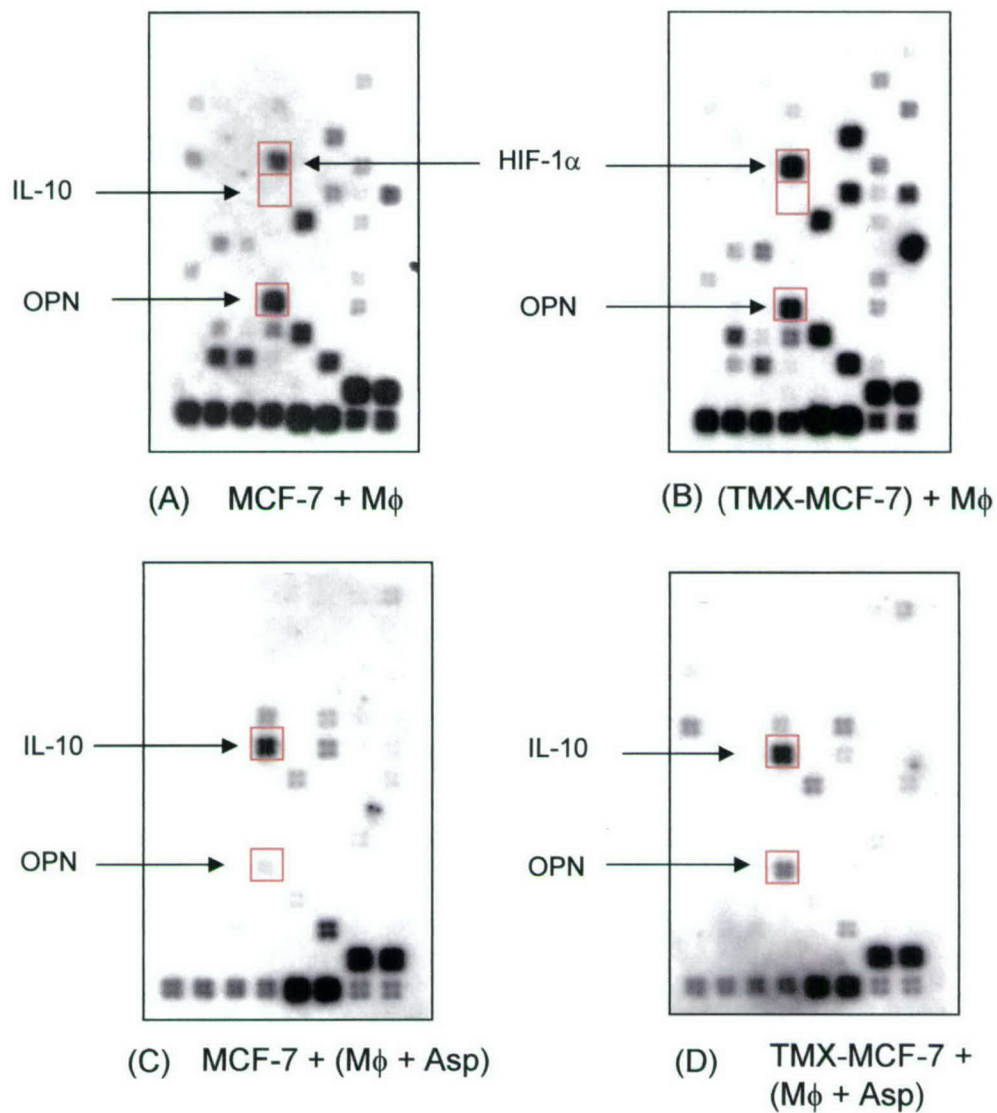 HIF-1α
IL-10
OPN
OPN
(A) MCF-7 + Mϕ
(B) (TMX-MCF-7) + Mϕ
IL-10
IL-10
OPN
OPN
(C) MCF-7 + (Mϕ + Asp)
(D) TMX-MCF-7 +
(Mϕ + Asp)